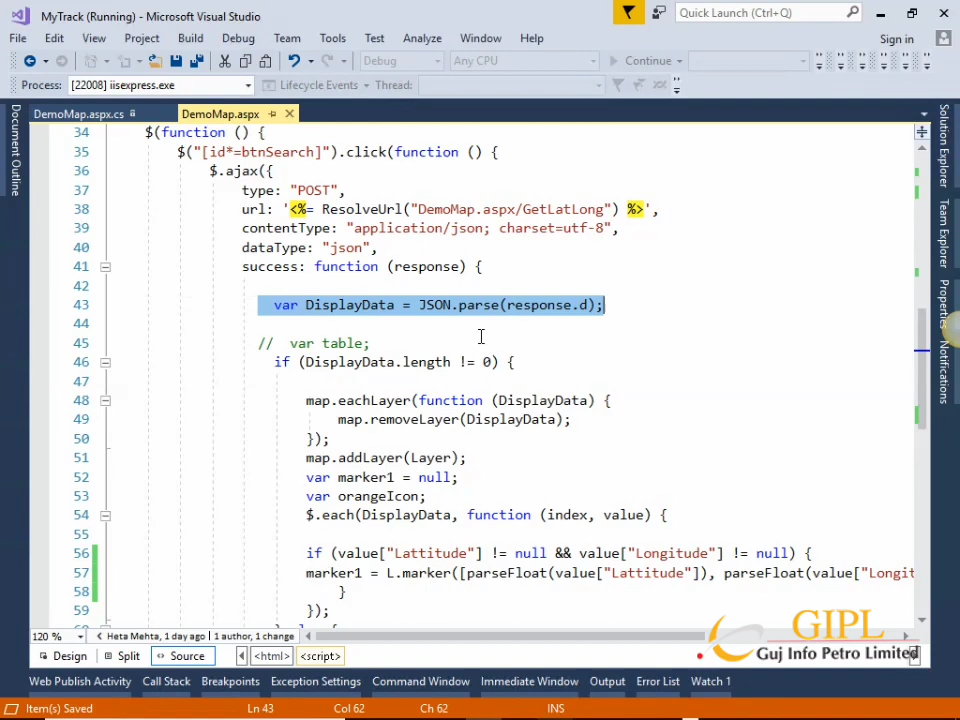 MyTrack (Running) - Microsoft Visual Studio
Quick Launch (Ctrl+Q)
File Edit View Project Build Debug Team Tools Test Analyze Window Help Sign in
Debug Any CPU Continue
Process: [22008] iisexpress.exe Lifecycle Events Thread:
DemoMap.aspx.cs DemoMap.aspx
Document Outline
Solution Explorer
Team Explorer
Properties
Notifications
34 $(function () {
35 $("[id*=btnSearch]").click(function () {
36 $.ajax({
37 type: "POST",
38 url: '<%= ResolveUrl("DemoMap.aspx/GetLatLong") %>',
39 contentType: "application/json; charset=utf-8",
40 dataType: "json",
41 success: function (response) {
42
43 var DisplayData = JSON.parse(response.d);
44
45 // var table;
46 if (DisplayData.length != 0) {
47
48 map.eachLayer(function (DisplayData) {
49 map.removeLayer(DisplayData);
50 });
51 map.addLayer(Layer);
52 var marker1 = null;
53 var orangeIcon;
54 $.each(DisplayData, function (index, value) {
55
56 if (value["Lattitude"] != null && value["Longitude"] != null) {
57 marker1 = L.marker([parseFloat(value["Lattitude"]), parseFloat(value["Longit
58 }
59 });
120 % Heta Mehta, 1 day ago | 1 author, 1 change
GIPL
Guj Info Petro Limited
Design Split Source <html> <script>
Web Publish Activity Call Stack Breakpoints Exception Settings Command Window Immediate Window Output Error List Watch 1
Item(s) Saved Ln 43 Col 62 Ch 62 INS